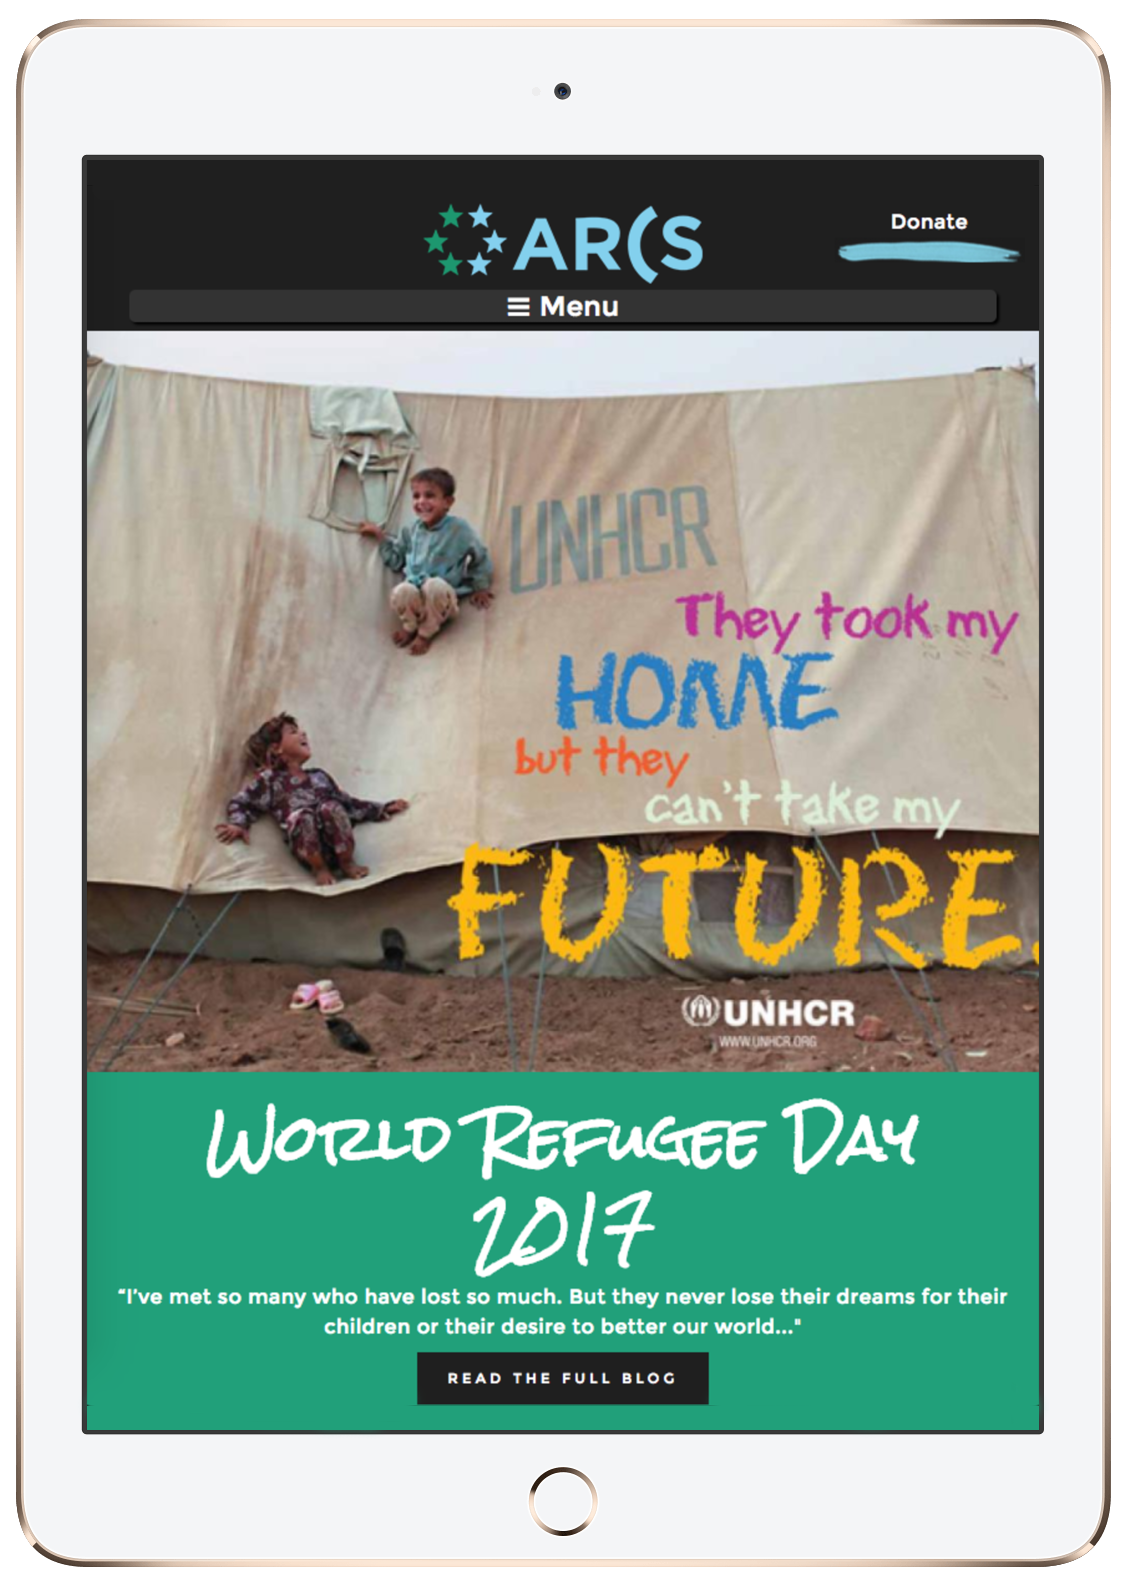 AR(S
Donate
☰ Menu
UNHCR
They took my
HOME
but they
can't take my
FUTURE.
UNHCR
WWW.UNHCR.ORG
World Refugee Day
2017
“I've met so many who have lost so much. But they never lose their dreams for their
children or their desire to better our world..."
READ THE FULL BLOG